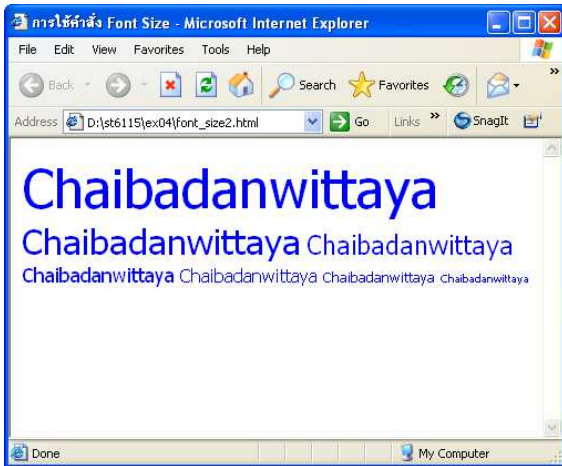 การใช้คำสั่ง Font Size - Microsoft Internet Explorer
File Edit View Favorites Tools Help
Back Search Favorites »
Address D:\st6115\ex04\font_size2.html Go Links » SnagIt
Chaibadanwittaya
Chaibadanwittaya Chaibadanwittaya
Chaibadanwittaya Chaibadanwittaya Chaibadanwittaya Chaibadanwittaya
Done My Computer